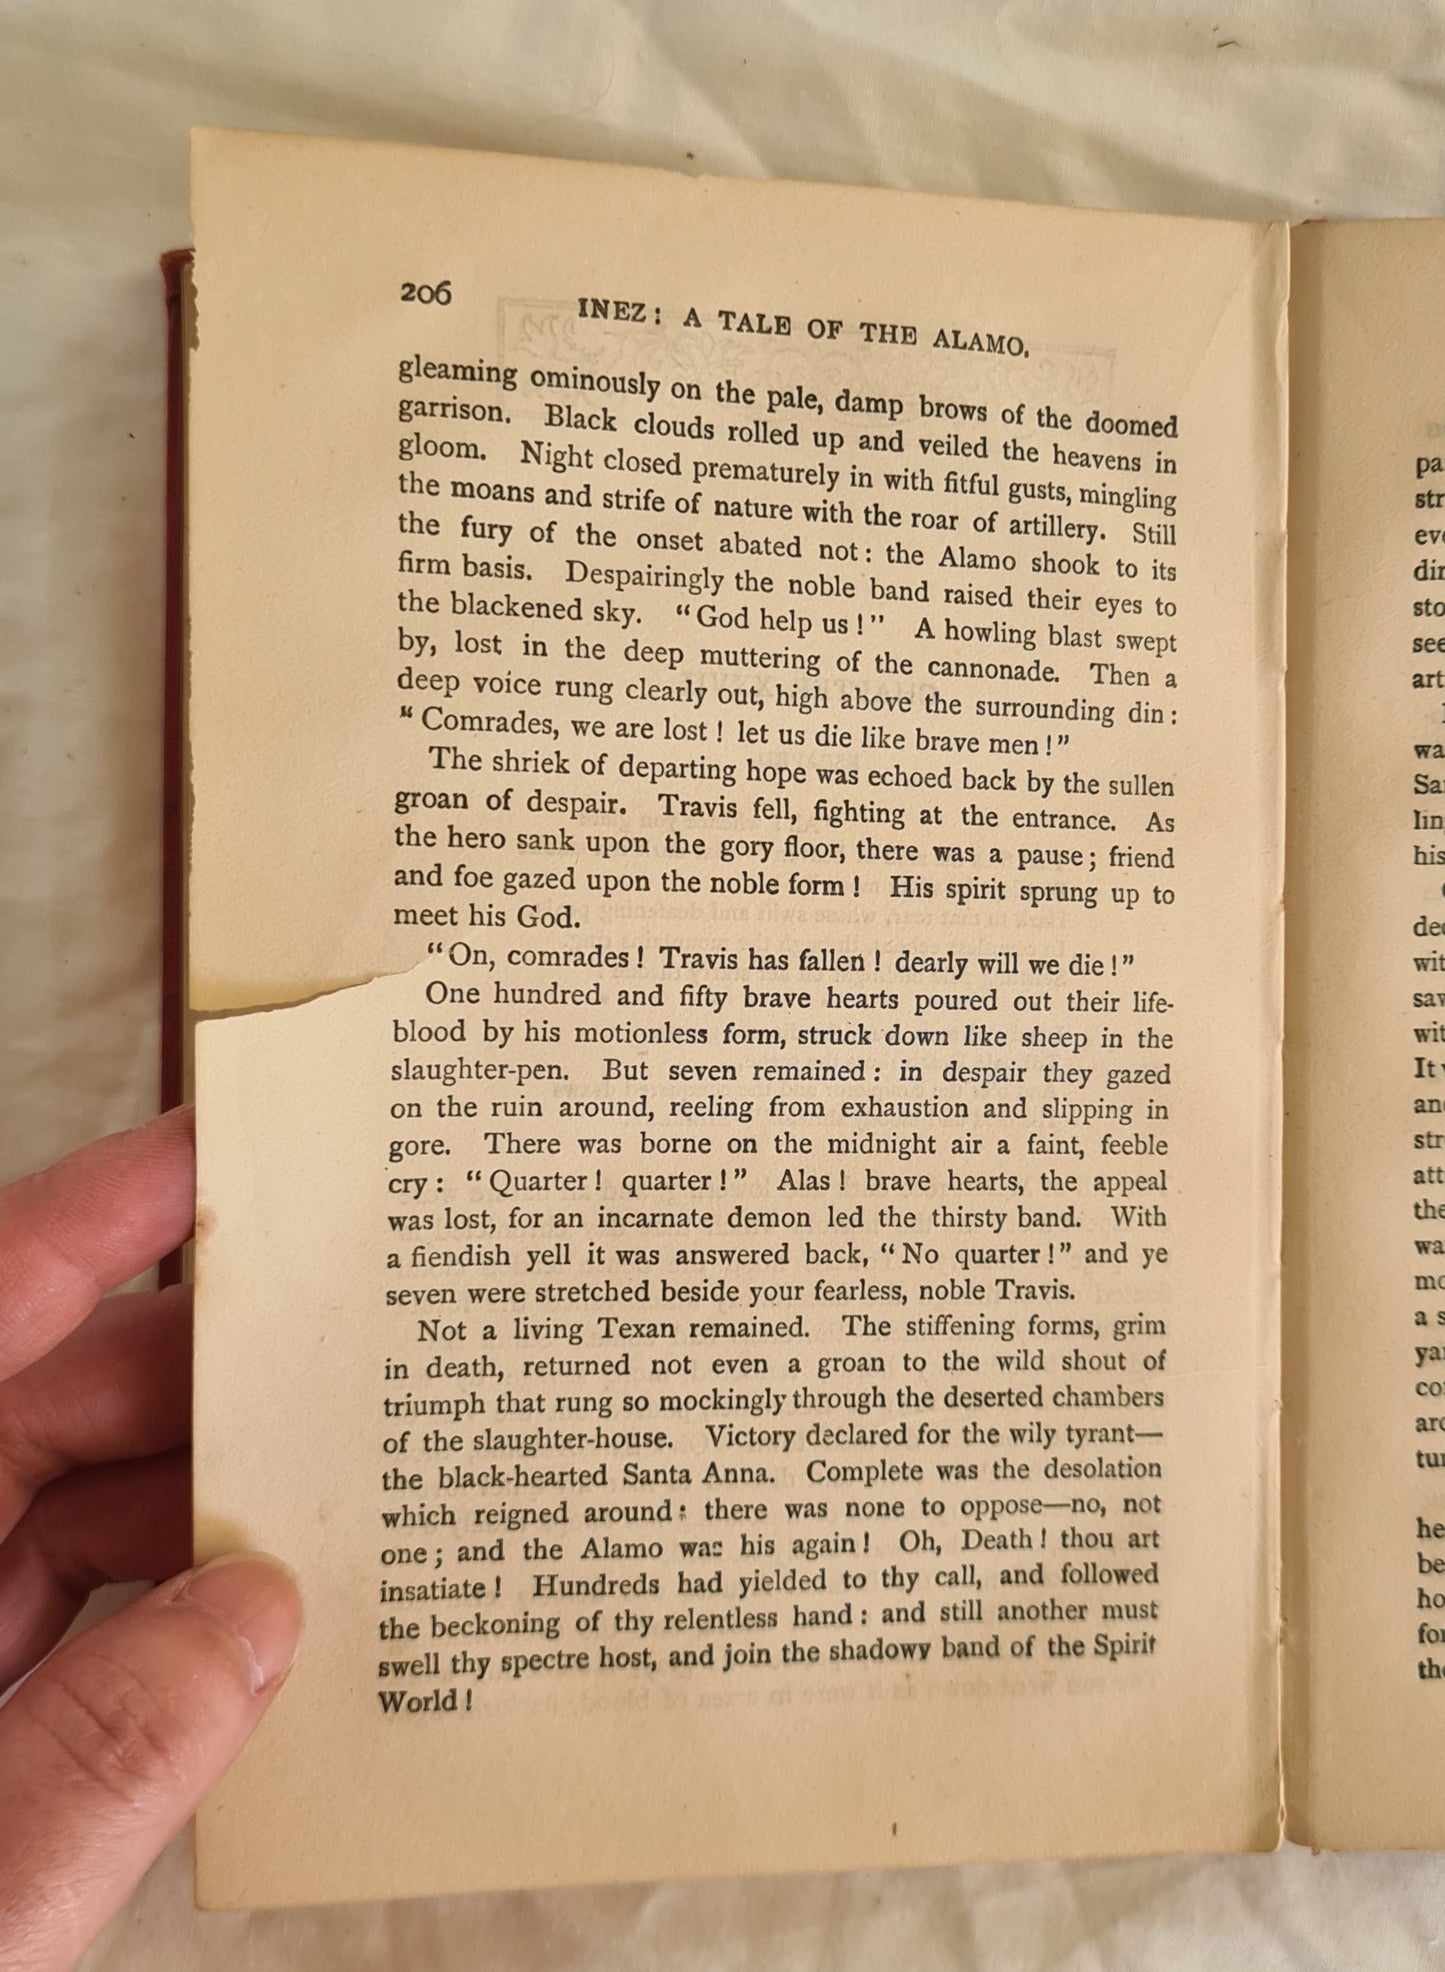 206
INEZ: A TALE OF THE ALAMO.
gleaming ominously on the pale, damp brows of the doomed
garrison. Black clouds rolled up and veiled the heavens in
gloom. Night closed prematurely in with fitful gusts, mingling
the moans and strife of nature with the roar of artillery. Still
the fury of the onset abated not: the Alamo shook to its
firm basis. Despairingly the noble band raised their eyes to
the blackened sky. "God help us!" A howling blast swept
by, lost in the deep muttering of the cannonade. Then a
deep voice rung clearly out, high above the surrounding din:
"Comrades, we are lost! let us die like brave men!"
The shriek of departing hope was echoed back by the sullen
groan of despair. Travis fell, fighting at the entrance. As
the hero sank upon the gory floor, there was a pause; friend
and foe gazed upon the noble form! His spirit sprung up to
meet his God.
"On, comrades! Travis has fallen! dearly will we die!"
One hundred and fifty brave hearts poured out their life-
blood by his motionless form, struck down like sheep in the
slaughter-pen. But seven remained: in despair they gazed
on the ruin around, reeling from exhaustion and slipping in
gore. There was borne on the midnight air a faint, feeble
cry: "Quarter! quarter!" Alas! brave hearts, the appeal
was lost, for an incarnate demon led the thirsty band. With
a fiendish yell it was answered back, "No quarter!" and ye
seven were stretched beside your fearless, noble Travis.
Not a living Texan remained. The stiffening forms, grim
in death, returned not even a groan to the wild shout of
triumph that rung so mockingly through the deserted chambers
of the slaughter-house. Victory declared for the wily tyrant—
the black-hearted Santa Anna. Complete was the desolation
which reigned around: there was none to oppose—no, not
one; and the Alamo was his again! Oh, Death! thou art
insatiate! Hundreds had yielded to thy call, and followed
the beckoning of thy relentless hand: and still another must
swell thy spectre host, and join the shadowy band of the Spirit
World!